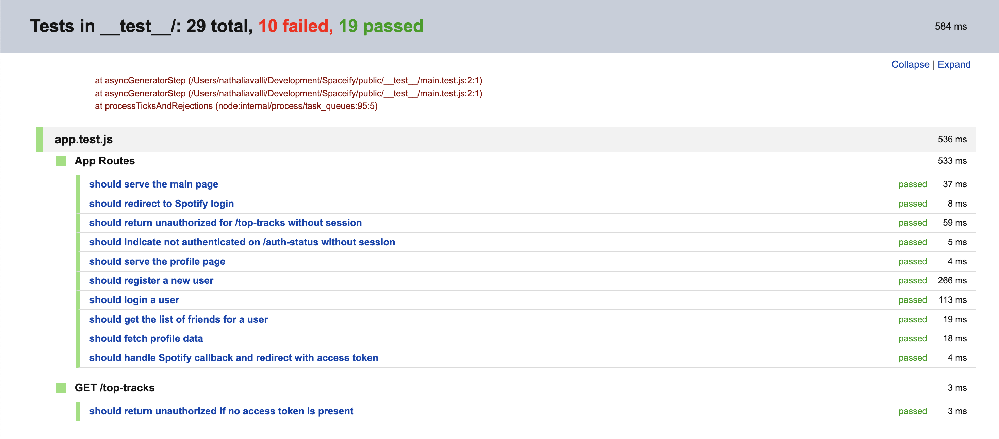 Tests in __test__/: 29 total, 10 failed, 19 passed 584 ms
Collapse | Expand
at asyncGeneratorStep (/Users/nathaliavalli/Development/Spaceify/public/__test__/main.test.js:2:1)
at asyncGeneratorStep (/Users/nathaliavalli/Development/Spaceify/public/__test__/main.test.js:2:1)
at processTicksAndRejections (node:internal/process/task_queues:95:5)
app.test.js 536 ms
App Routes 533 ms
should serve the main page passed 37 ms
should redirect to Spotify login passed 8 ms
should return unauthorized for /top-tracks without session passed 59 ms
should indicate not authenticated on /auth-status without session passed 5 ms
should serve the profile page passed 4 ms
should register a new user passed 266 ms
should login a user passed 113 ms
should get the list of friends for a user passed 19 ms
should fetch profile data passed 18 ms
should handle Spotify callback and redirect with access token passed 4 ms
GET /top-tracks 3 ms
should return unauthorized if no access token is present passed 3 ms